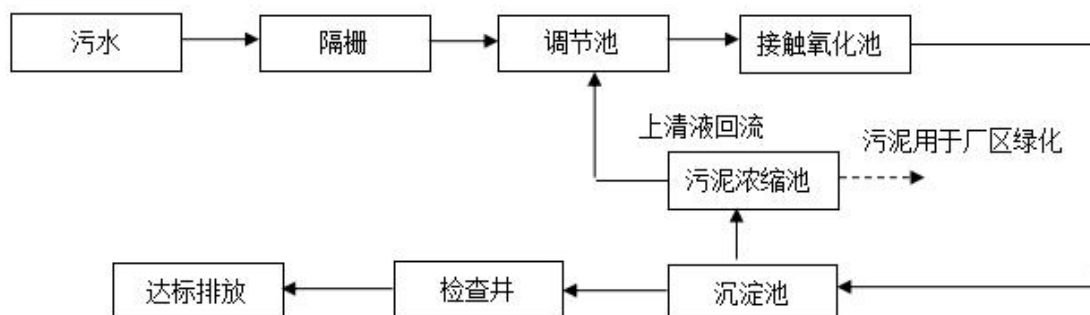 污水
隔栅
调节池
接触氧化池
上清液回流
污泥用于厂区绿化
污泥浓缩池
达标排放
检查井
沉淀池